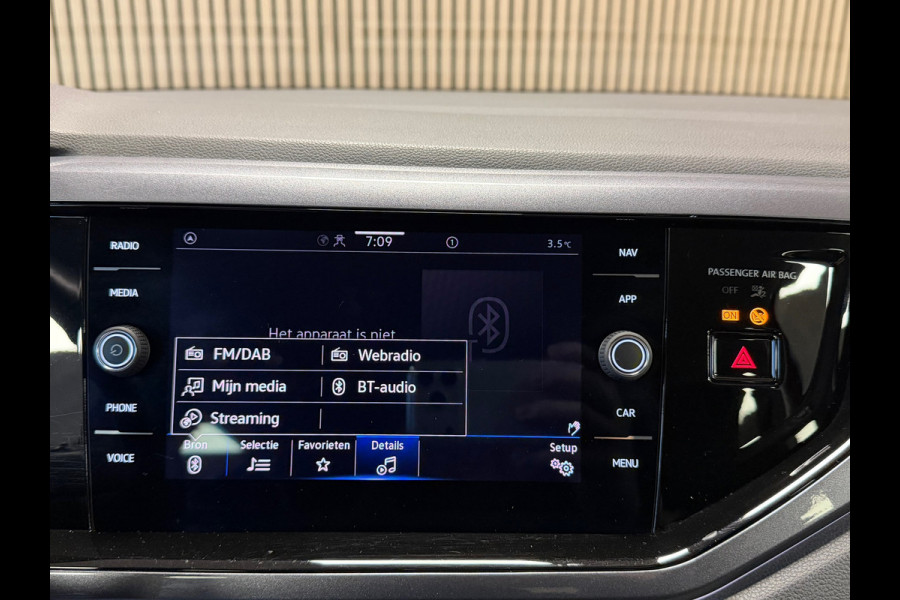 RADIO
MEDIA
PHONE
VOICE
7:09
1
3.5°C
Het apparaat is niet
FM/DAB
Webradio
Mijn media
BT-audio
Streaming
Bron
Selectie
Favorieten
Details
Setup
NAV
APP
CAR
MENU
PASSENGER AIR BAG
OFF
ON